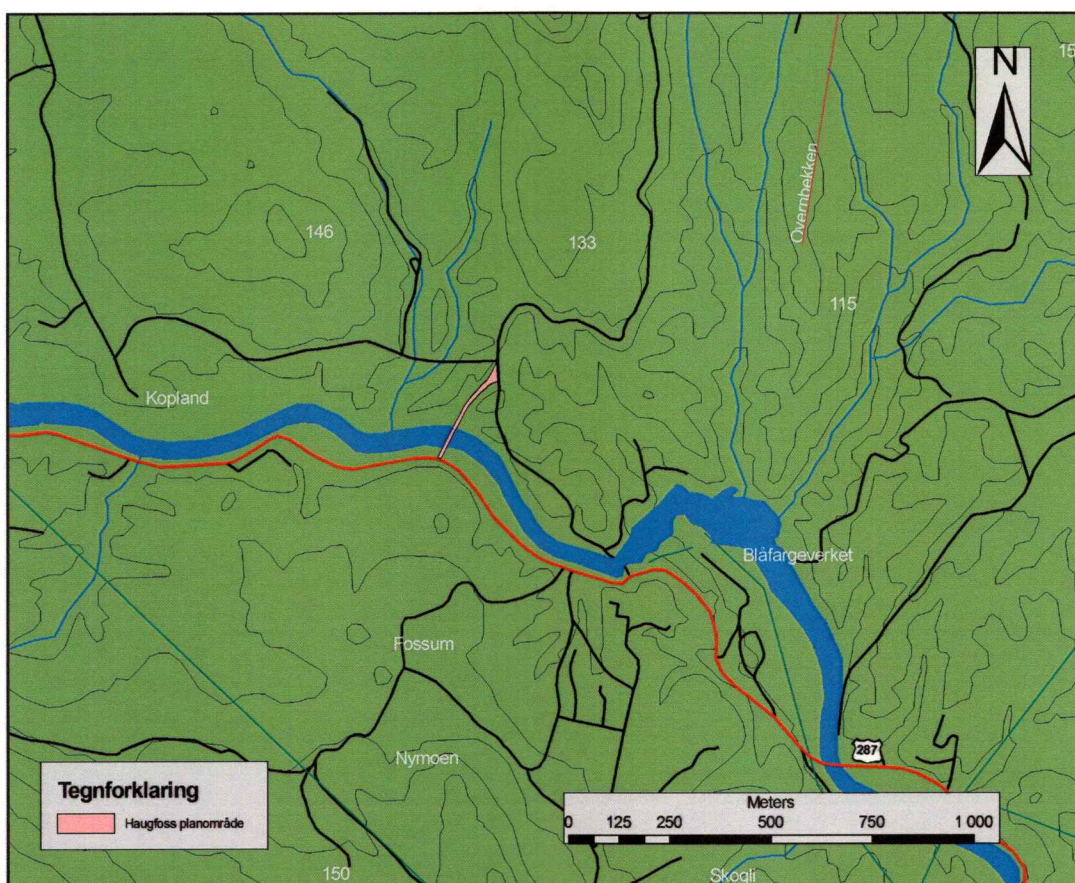 15
N
Overnbekken
146
133
115
Kopland
Blåfargeverket
Fossum
287
Nymoen
Tegnforklaring
Haugfoss planområde
Meters
0 125 250 500 750 1 000
150
Skogli